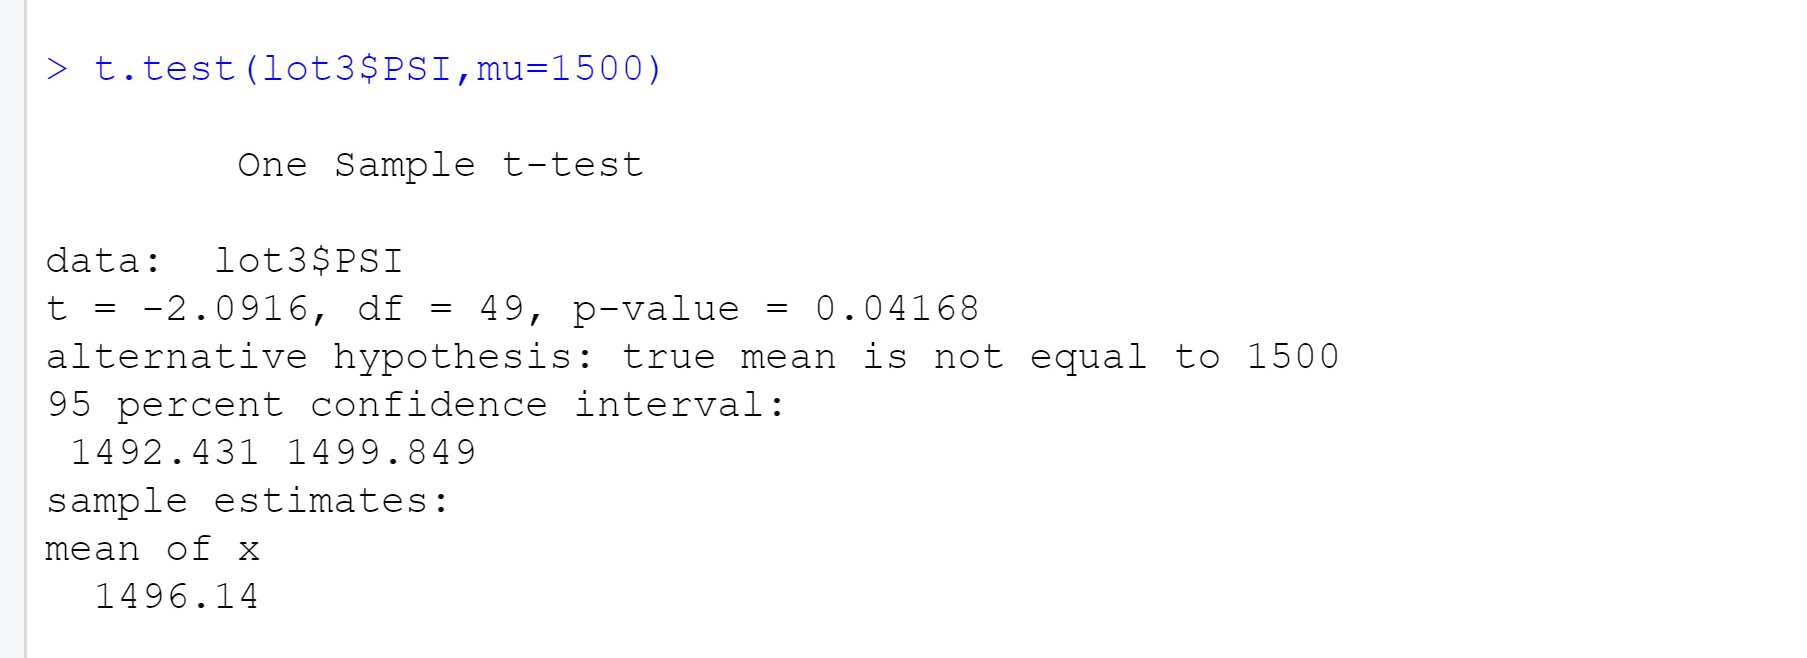 > t.test(lot3$PSI,mu=1500)
One Sample t-test
data:  lot3$PSI
t = -2.0916, df = 49, p-value = 0.04168
alternative hypothesis: true mean is not equal to 1500
95 percent confidence interval:
1492.431 1499.849
sample estimates:
mean of x
1496.14